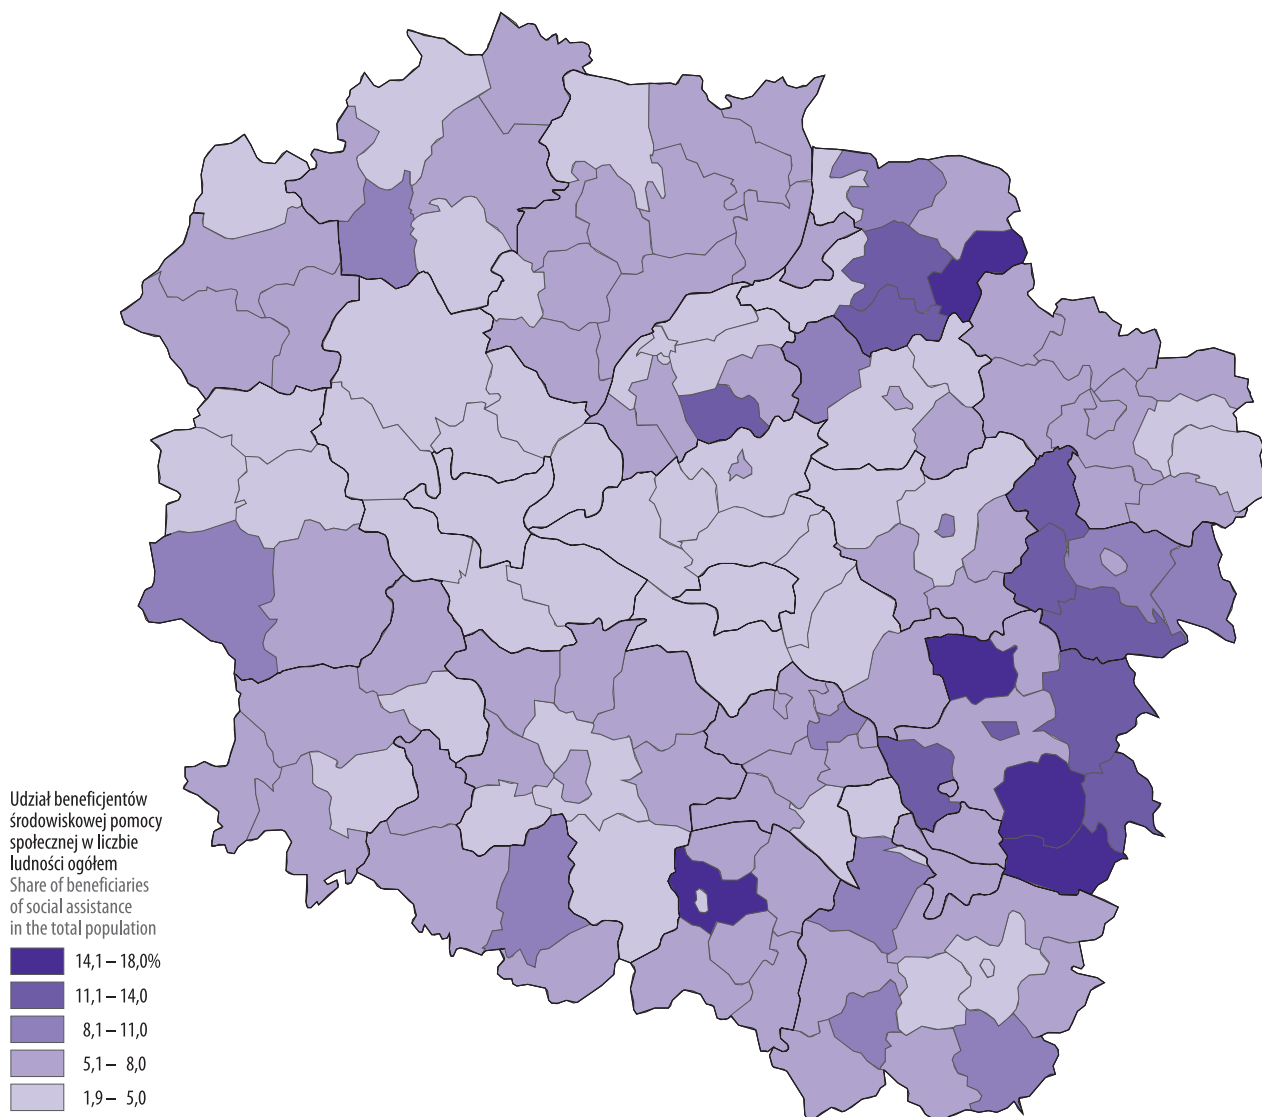 Udział beneficjentów
środowiskowej pomocy
społecznej w liczbie
ludności ogółem
Share of beneficiaries
of social assistance
in the total population
14,1 – 18,0%
11,1 – 14,0
8,1 – 11,0
5,1 – 8,0
1,9 – 5,0